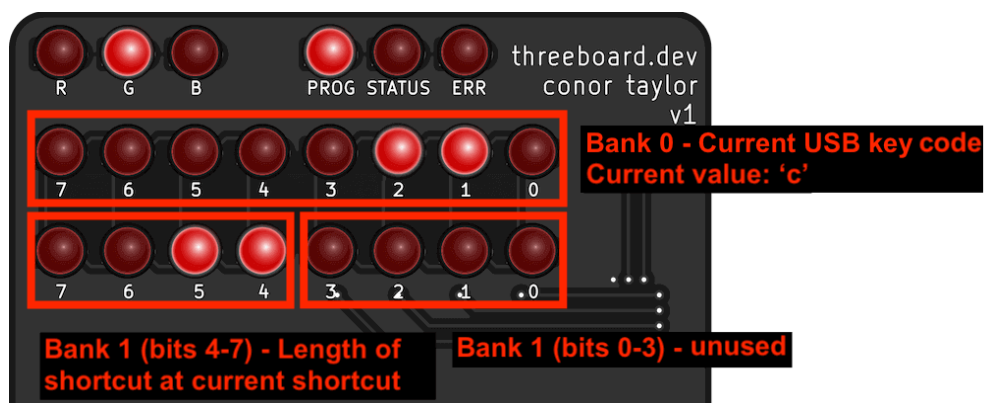 threeboard.dev
conor taylor
v1
R G B PROG STATUS ERR
7 6 5 4 3 2 1 0
Bank 0 - Current USB key code
Current value: ‘c’
7 6 5 4 3 2 1 0
Bank 1 (bits 4-7) - Length of
shortcut at current shortcut
Bank 1 (bits 0-3) - unused